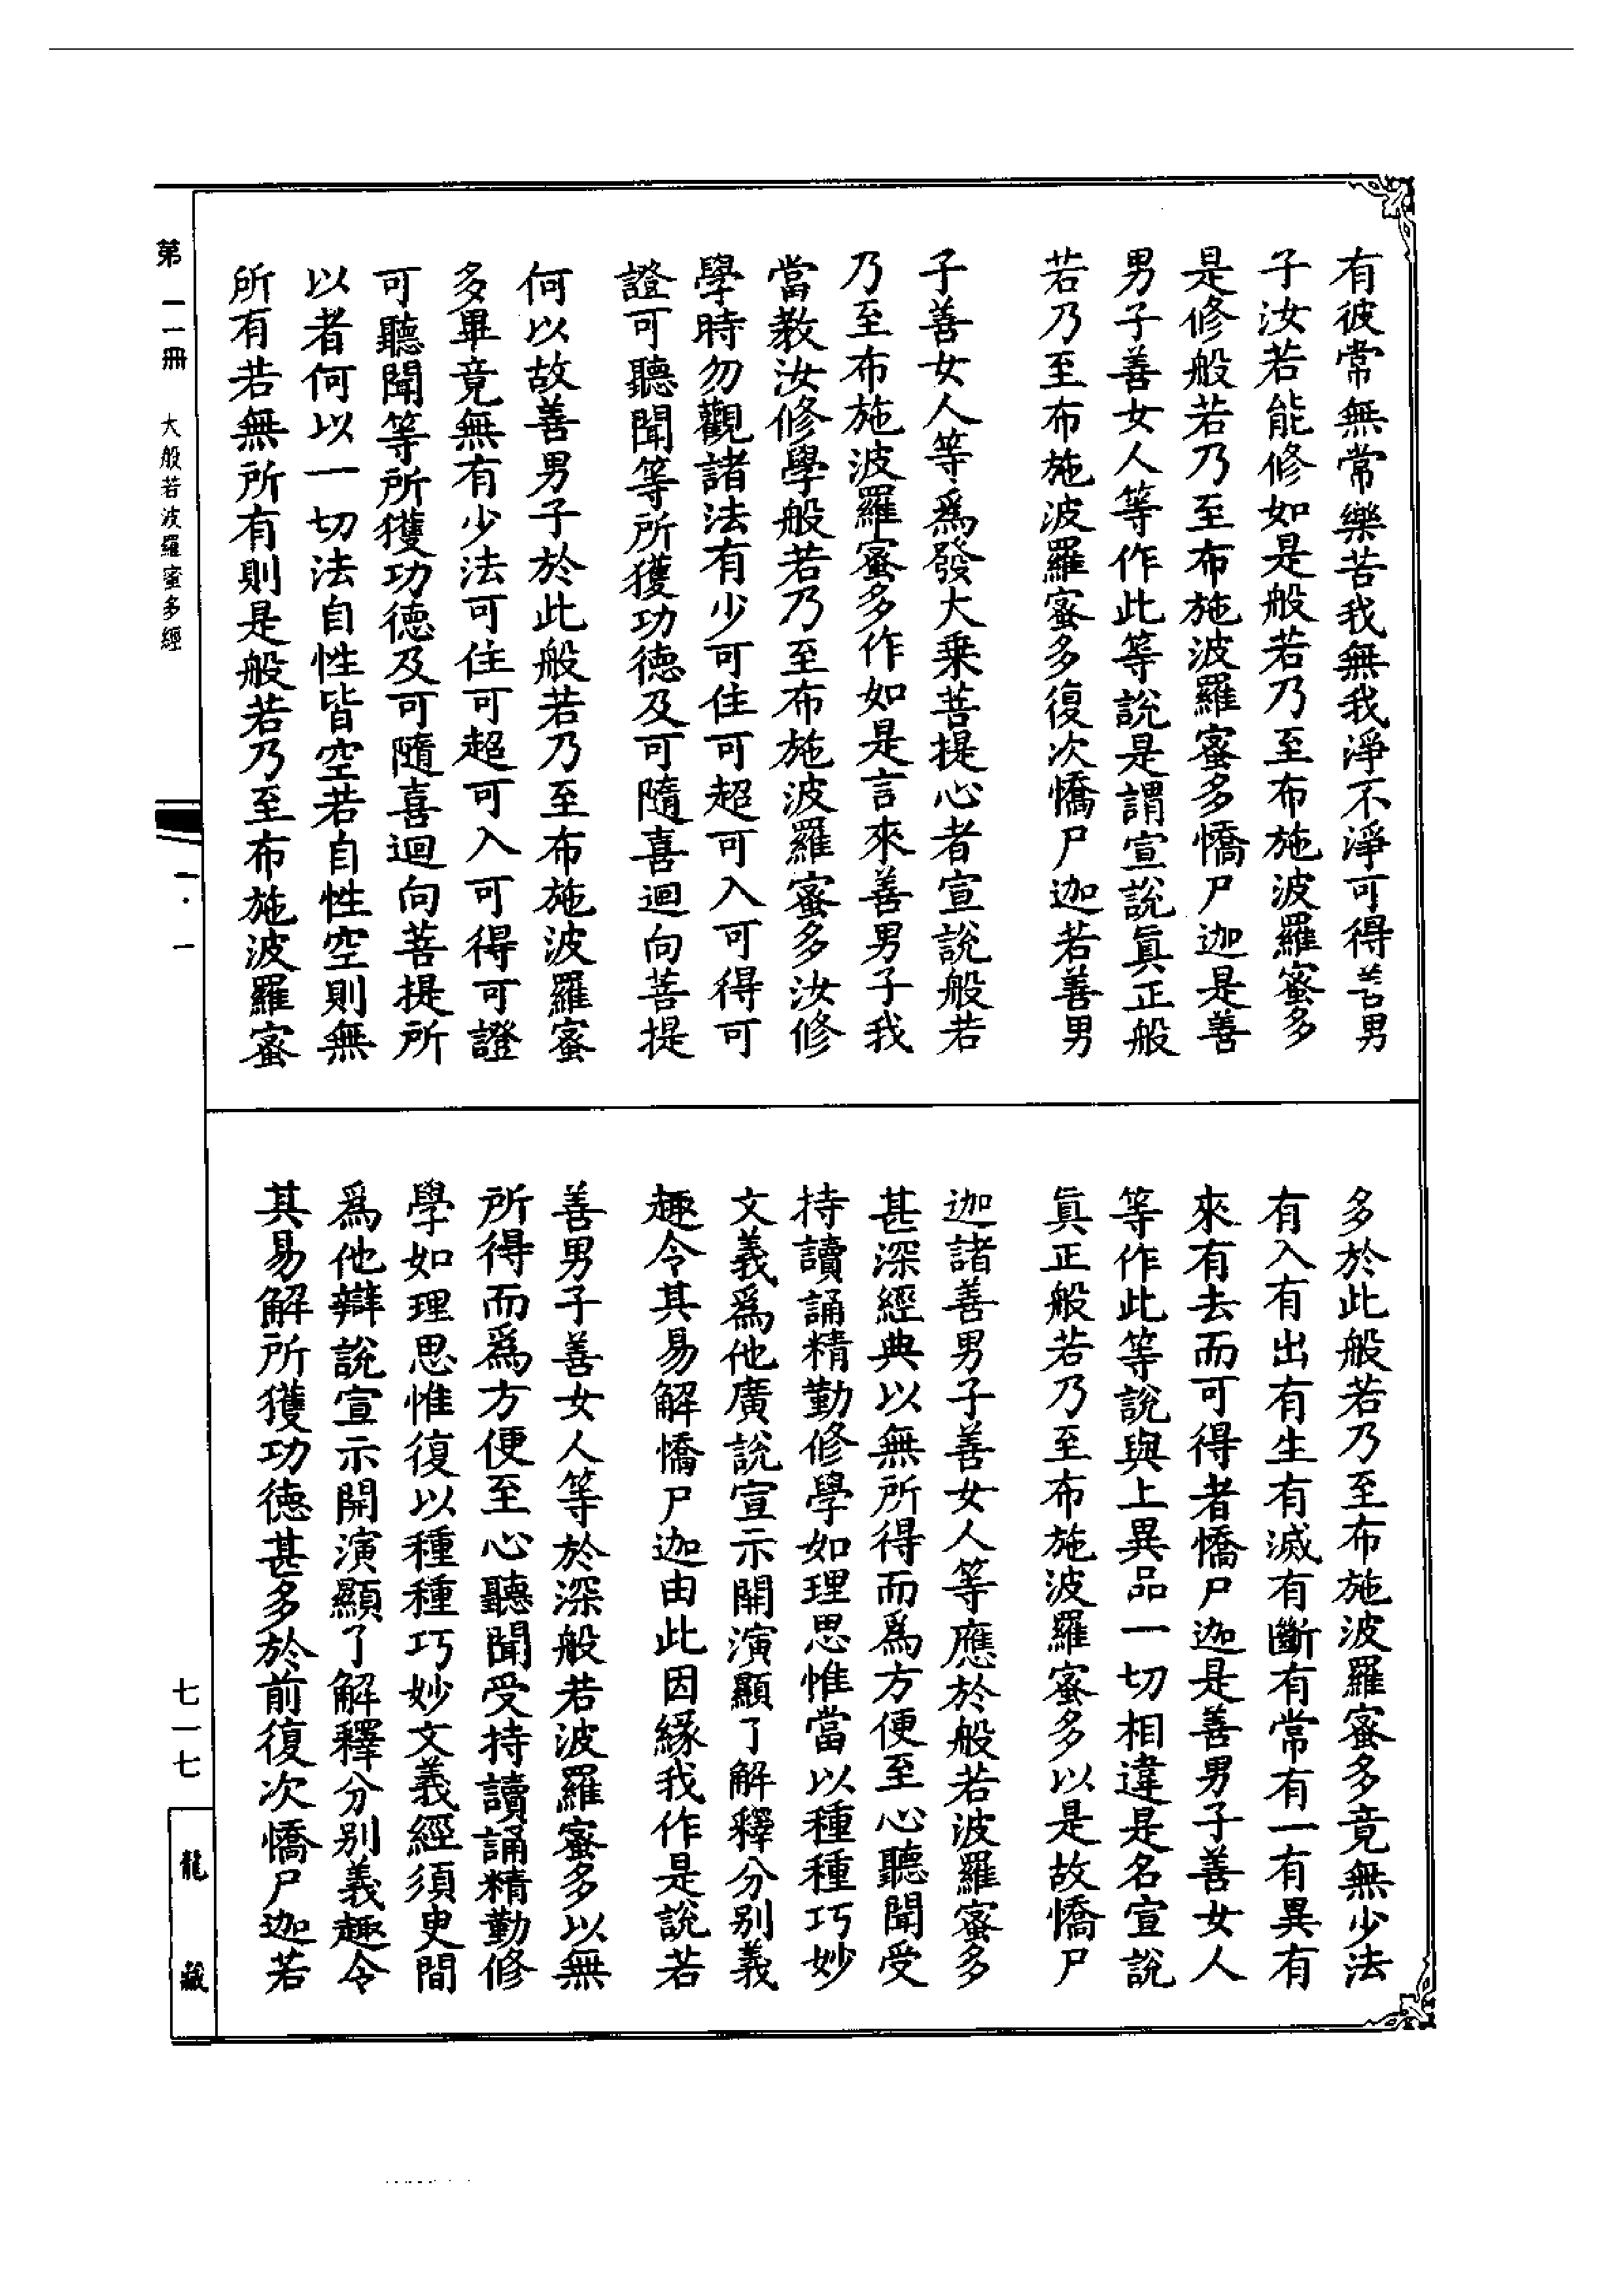 有彼常無常樂苦我無我淨不淨可得善男
子汝若能修如是般若乃至布施波羅蜜多
是修般若乃至布施波羅蜜多憍尸迦是善
男子善女人等作此等說是謂宣說眞正般
若乃至布施波羅蜜多復次憍尸迦若善男
子善女人等爲發大乘菩提心者宣說般若
乃至布施波羅蜜多作如是言來善男子我
當教汝修學般若乃至布施波羅蜜多汝修
學時勿觀諸法有少可住可超可入可得可
證可聽聞等所獲功德及可隨喜迴向菩提
何以故善男子於此般若乃至布施波羅蜜
多畢竟無有少法可住可超可入可得可證
可聽聞等所獲功德及可隨喜迴向菩提所
以者何以一切法自性皆空若自性空則無
所有若無所有則是般若乃至布施波羅蜜
多於此般若乃至布施波羅蜜多竟無少法
有入有出有生有滅有斷有常有一有異有
來有去而可得者憍尸迦是善男子善女人
等作此等說與上異品一切相違是名宣說
眞正般若乃至布施波羅蜜多以是故憍尸
迦諸善男子善女人等應於般若波羅蜜多
甚深經典以無所得而爲方便至心聽聞受
持讀誦精勤修學如理思惟當以種種巧妙
文義爲他廣說宣示開演顯了解釋分別義
趣令其易解憍尸迦由此因緣我作是說若
善男子善女人等於深般若波羅蜜多以無
所得而爲方便至心聽聞受持讀誦精勤修
學如理思惟復以種種巧妙文義經須臾間
爲他辯說宣示開演顯了解釋分別義趣令
其易解所獲功德甚多於前復次憍尸迦若
第一一冊 大般若波羅蜜多經
一·一
七一七
龍藏